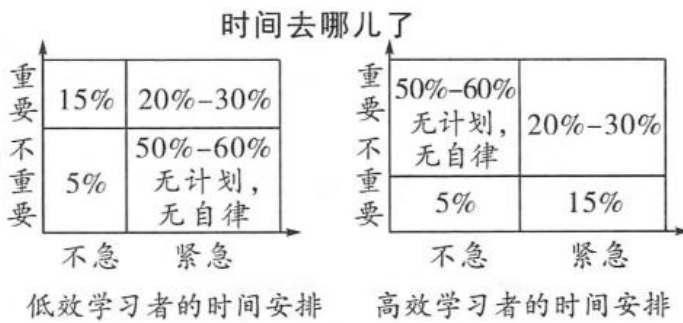 时间去哪儿了
重要
不重要
15%
20%-30%
5%
50%-60%
无计划，
无自律
不急
紧急
低效学习者的时间安排
重要
不重要
50%-60%
无计划，
无自律
20%-30%
5%
15%
不急
紧急
高效学习者的时间安排